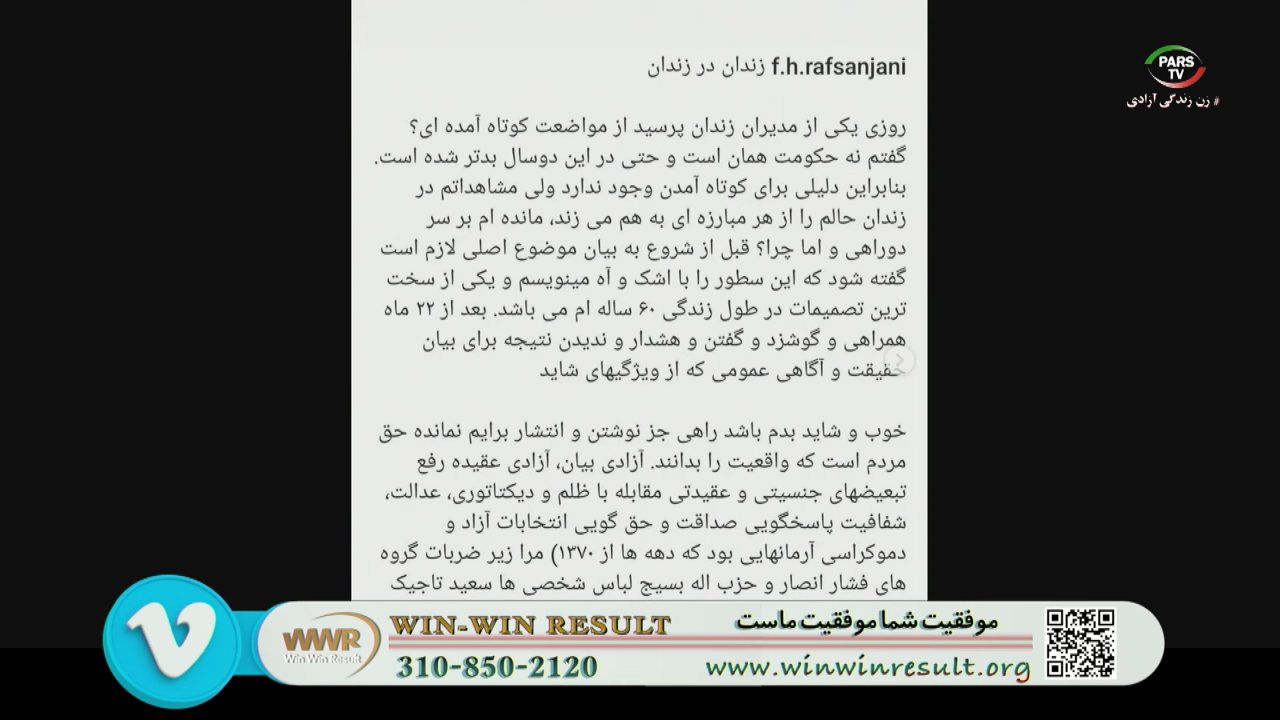 f.h.rafsanjani زندان در زندان
روزی یکی از مدیران زندان پرسید از مواضعت کوتاه آمده ای؟
گفتم نه حکومت همان است و حتی در این دوسال بدتر شده است.
بنابراین دلیلی برای کوتاه آمدن وجود ندارد ولی مشاهداتم در
زندان حالم را از هر مبارزه ای به هم می زند، مانده ام بر سر
دوراهی و اما چرا؟ قبل از شروع به بیان موضوع اصلی لازم است
گفته شود که این سطور را با اشک و آه مینویسم و یکی از سخت
ترین تصمیمات در طول زندگی ۶۰ ساله ام می باشد. بعد از ۲۲ ماه
همراهی و گوشزد و گفتن و هشدار و ندیدن نتیجه برای بیان
حقیقت و آگاهی عمومی که از ویژگیهای شاید
خوب و شاید بدم باشد راهی جز نوشتن و انتشار برایم نمانده حق
مردم است که واقعیت را بدانند. آزادی بیان، آزادی عقیده رفع
تبعیضهای جنسیتی و عقیدتی مقابله با ظلم و دیکتاتوری، عدالت،
شفافیت پاسخگویی صداقت و حق گویی انتخابات آزاد و
دموکراسی آرمانهایی بود که دهه ها از ۱۳۷۰) مرا زیر ضربات گروه
های فشار انصار و حزب اله بسیج لباس شخصی ها سعید تاجیک
PARS
TV
# زن زندگی آزادی
WWR
Win Win Result
WIN-WIN RESULT
310-850-2120
موفقیت شما موفقیت ماست
www.winwinresult.org